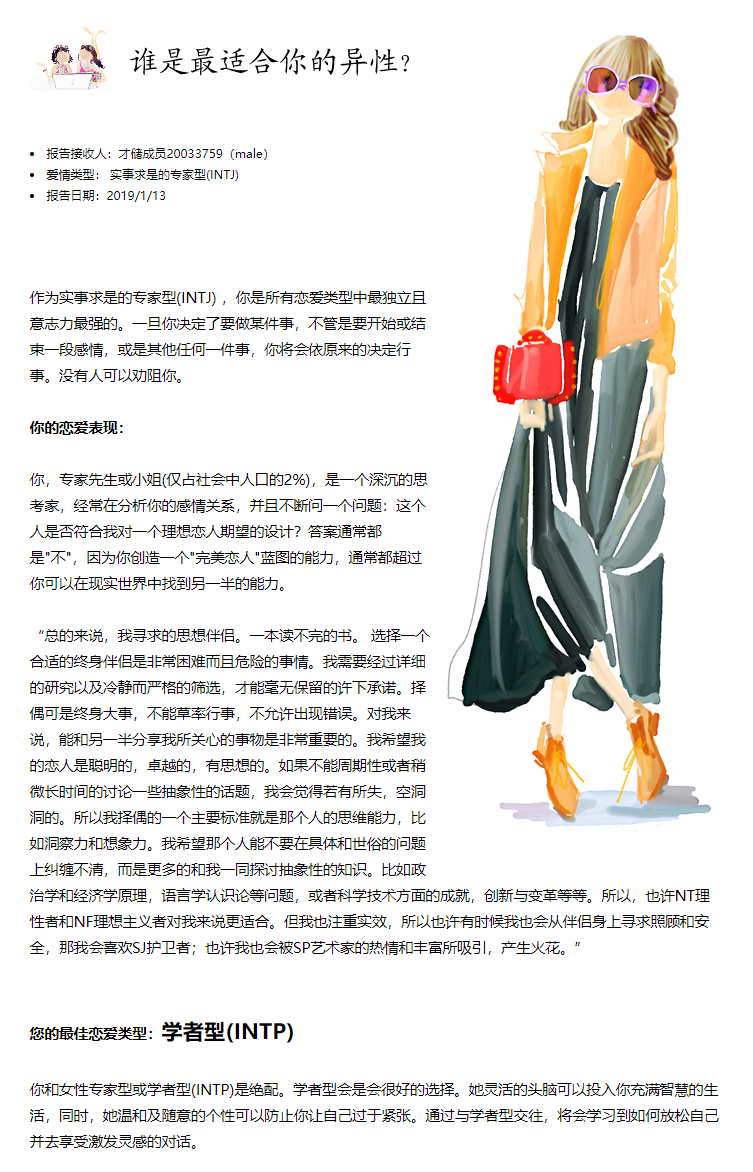 谁是最适合你的异性?
报告接收人：才储成员20033759（male）
爱情类型： 实事求是的专家型(INTJ)
报告日期：2019/1/13
作为实事求是的专家型(INTJ) ，你是所有恋爱类型中最独立且
意志力最强的。一旦你决定了要做某件事，不管是要开始或结
束一段感情，或是其他任何一件事，你将会依原来的决定行
事。没有人可以劝阻你。
你的恋爱表现：
你，专家先生或小姐(仅占社会中人口的2%)，是一个深沉的思
考家，经常在分析你的感情关系，并且不断问一个问题：这个
人是否符合我对一个理想恋人期望的设计？答案通常都
是"不"，因为你创造一个"完美恋人"蓝图的能力，通常都超过
你可以在现实世界中找到另一半的能力。
“总的来说，我寻求的思想伴侣。一本读不完的书。 选择一个
合适的终身伴侣是非常困难而且危险的事情。我需要经过详细
的研究以及冷静而严格的筛选，才能毫无保留的许下承诺。择
偶可是终身大事，不能草率行事，不允许出现错误。对我来
说，能和另一半分享我所关心的事物是非常重要的。我希望我
的恋人是聪明的，卓越的，有思想的。如果不能周期性或者稍
微长时间的讨论一些抽象性的话题，我会觉得若有所失，空洞
洞的。所以我择偶的一个主要标准就是那个人的思维能力，比
如洞察力和想象力。我希望那个人能不要在具体和世俗的问题
上纠缠不清，而是更多的和我一同探讨抽象性的知识。比如政
治学和经济学原理，语言学认识论等问题，或者科学技术方面的成就，创新与变革等等。所以，也许NT理
性者和NF理想主义者对我来说更适合。但我也注重实效，所以也许有时候我也会从伴侣身上寻求照顾和安
全，那我会喜欢SJ护卫者；也许我也会被SP艺术家的热情和丰富所吸引，产生火花。”
您的最佳恋爱类型：学者型(INTP)
你和女性专家型或学者型(INTP)是绝配。学者型会是会很好的选择。她灵活的头脑可以投入你充满智慧的生
活，同时，她温和及随意的个性可以防止你让自己过于紧张。通过与学者型交往，将会学习到如何放松自己
并去享受激发灵感的对话。